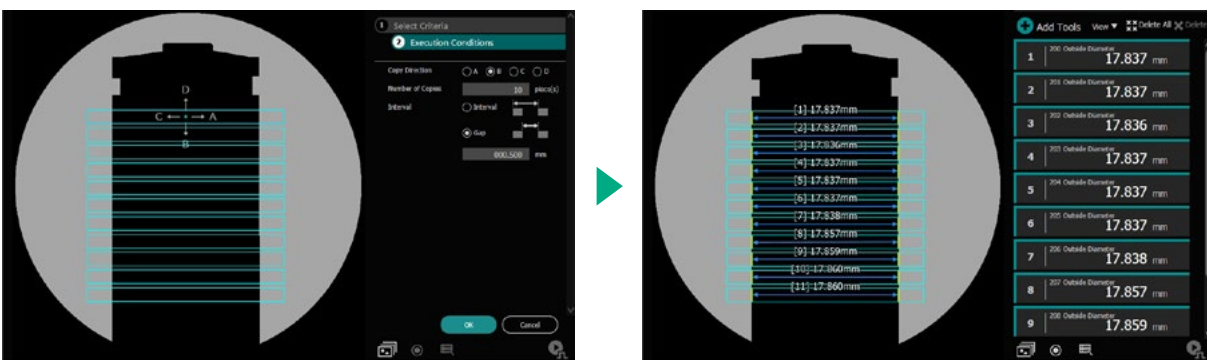 1 Select Criteria
2 Execution Conditions
Copy Direction A B C D
Number of Copies 10 piece(s)
Interval Interval
Gap
000.500 mm
OK Cancel
D
C A
B
Add Tools View ▼ Delete All Delete
[1] 17.837mm
[2] 17.837mm
[3] 17.836mm
[4] 17.837mm
[5] 17.837mm
[6] 17.837mm
[7] 17.838mm
[8] 17.857mm
[9] 17.859mm
[10] 17.860mm
[11] 17.860mm
1 200 Outside Diameter
17.837 mm
2 201 Outside Diameter
17.837 mm
3 202 Outside Diameter
17.836 mm
4 203 Outside Diameter
17.837 mm
5 204 Outside Diameter
17.837 mm
6 205 Outside Diameter
17.837 mm
7 206 Outside Diameter
17.838 mm
8 207 Outside Diameter
17.857 mm
9 208 Outside Diameter
17.859 mm